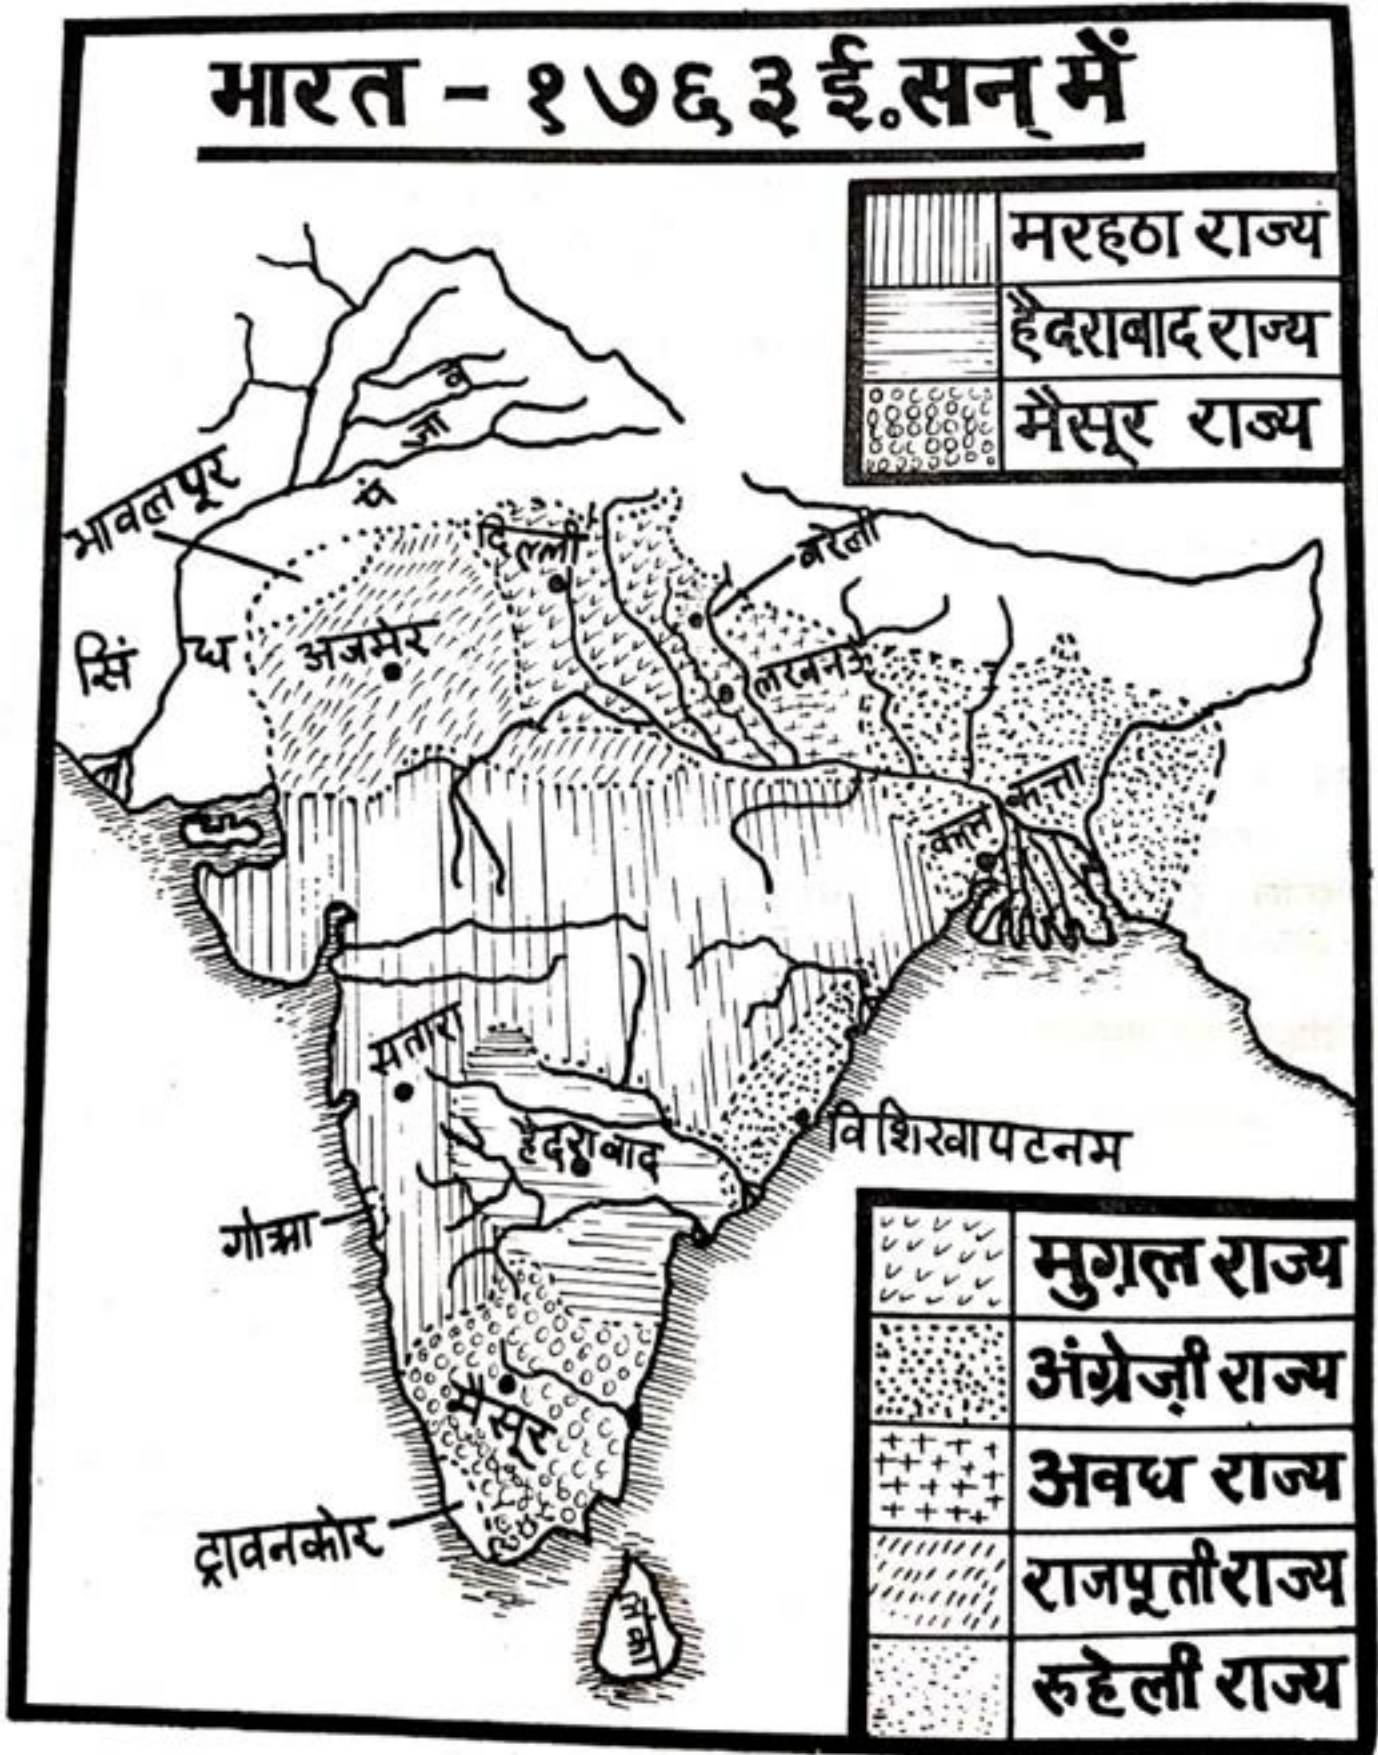 भारत - १७६३ ई.सन् में
मरहठा राज्य
हैदराबाद राज्य
मैसूर राज्य
पंजाब
भावलपूर
दिल्ली
बरेली
सिंध
अजमेर
लखनऊ
कलकत्ता
सतारा
हैदराबाद
विशिखापटनम
गोआ
मैसूर
ट्रावनकोर
लंका
मुग़ल राज्य
अंग्रेज़ी राज्य
अवध राज्य
राजपूती राज्य
रुहेली राज्य